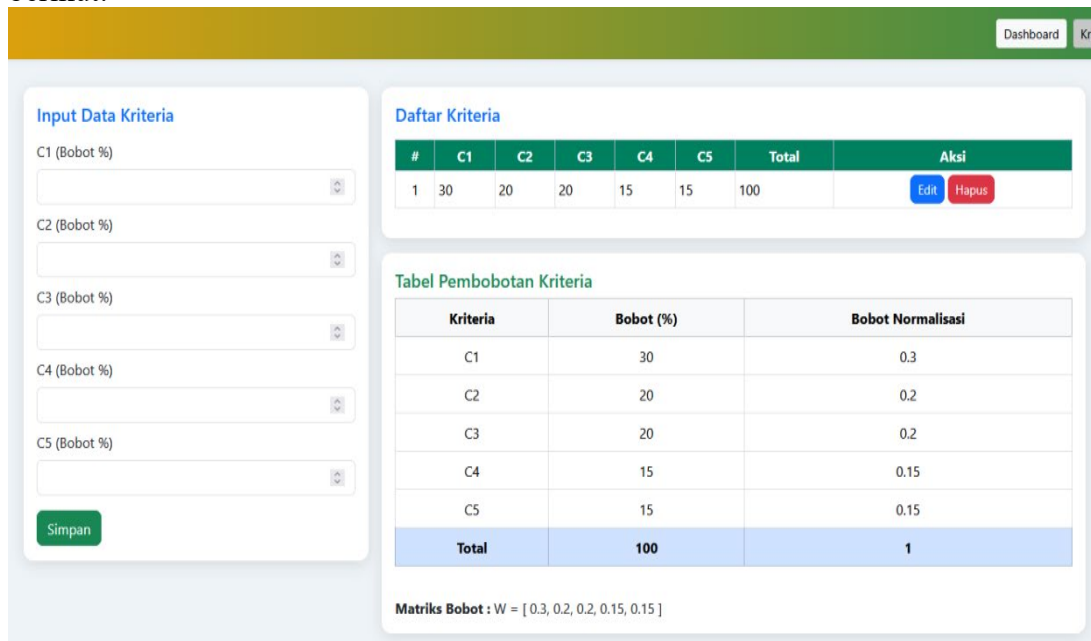 Dashboard
Input Data Kriteria
C1 (Bobot %)
C2 (Bobot %)
C3 (Bobot %)
C4 (Bobot %)
C5 (Bobot %)
Simpan
Daftar Kriteria
# C1 C2 C3 C4 C5 Total Aksi
1 30 20 20 15 15 100 Edit Hapus
Tabel Pembobotan Kriteria
Kriteria Bobot (%) Bobot Normalisasi
C1 30 0.3
C2 20 0.2
C3 20 0.2
C4 15 0.15
C5 15 0.15
Total 100 1
Matriks Bobot : W = [ 0.3, 0.2, 0.2, 0.15, 0.15 ]